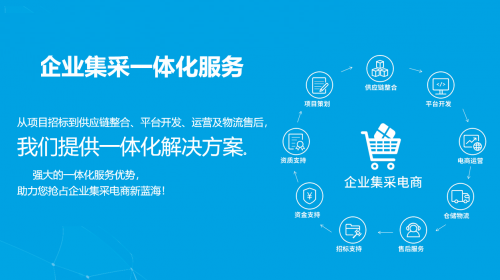 企业集采一体化服务
从项目招标到供应链整合、平台开发、运营及物流售后，
我们提供一体化解决方案.
强大的一体化服务优势，
助力您抢占企业集采电商新蓝海！
供应链整合
项目策划
平台开发
资质支持
电商运营
企业集采电商
资金支持
仓储物流
招标支持
售后服务